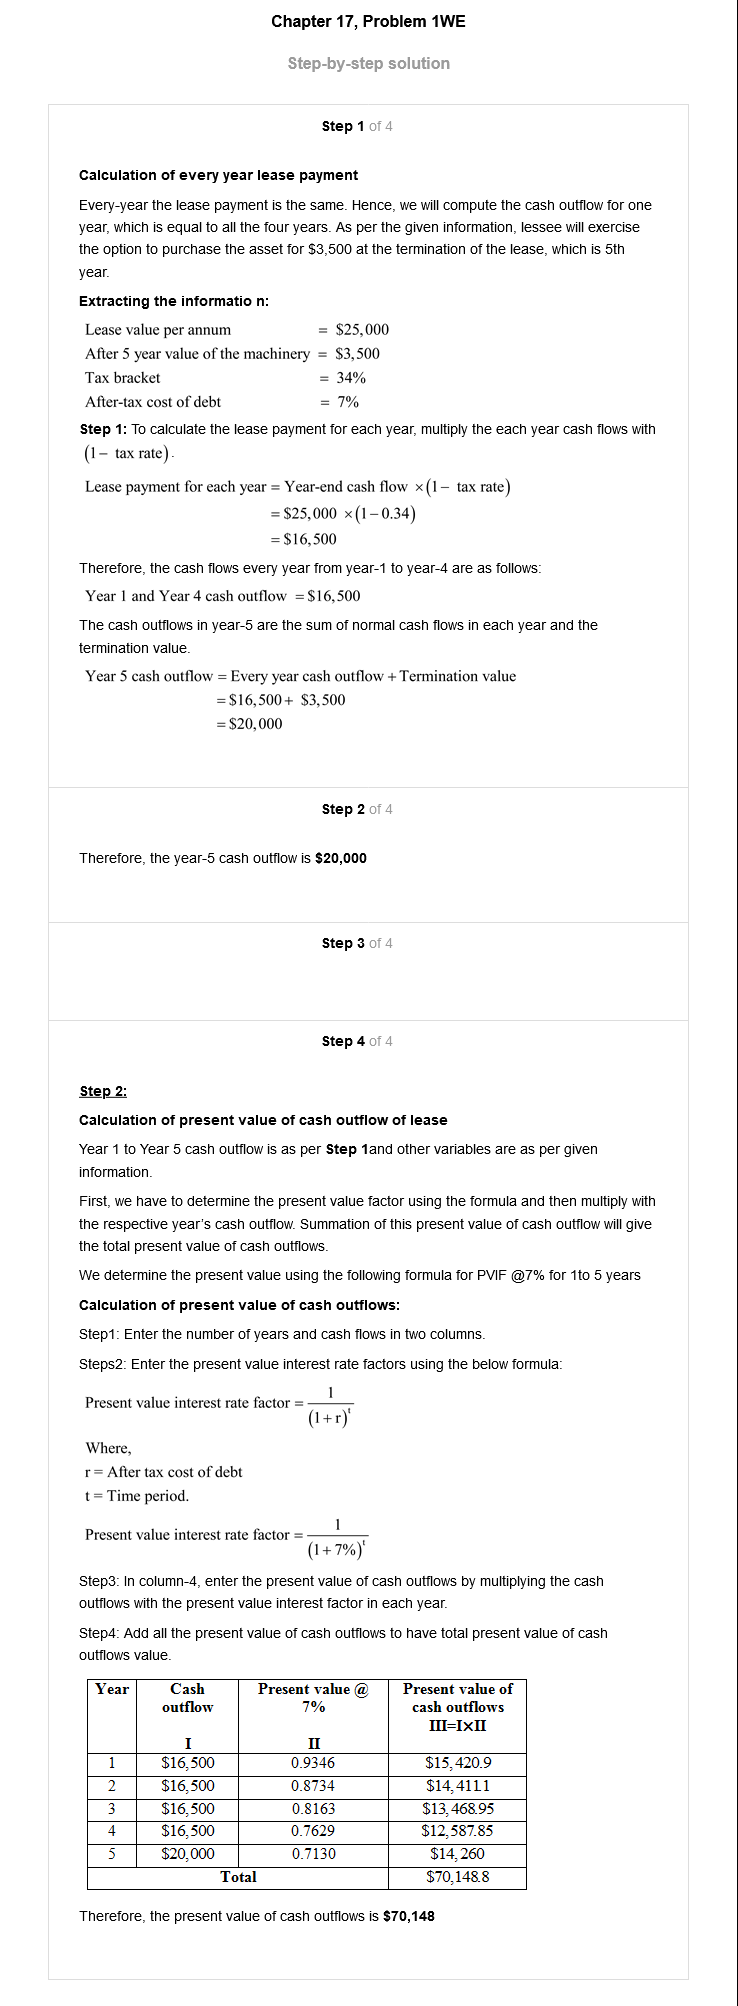 Chapter 17, Problem 1WE
Step-by-step solution
Step 1 of 4
Calculation of every year lease payment
Every-year the lease payment is the same. Hence, we will compute the cash outflow for one
year, which is equal to all the four years. As per the given information, lessee will exercise
the option to purchase the asset for $3,500 at the termination of the lease, which is 5th
year.
Extracting the informatio n:
Lease value per annum = $25,000
After 5 year value of the machinery = $3,500
Tax bracket = 34%
After-tax cost of debt = 7%
Step 1: To calculate the lease payment for each year, multiply the each year cash flows with
(1− tax rate).
Lease payment for each year = Year-end cash flow ×(1− tax rate)
= $25,000 ×(1−0.34)
= $16,500
Therefore, the cash flows every year from year-1 to year-4 are as follows:
Year 1 and Year 4 cash outflow = $16,500
The cash outflows in year-5 are the sum of normal cash flows in each year and the
termination value.
Year 5 cash outflow = Every year cash outflow + Termination value
= $16,500+ $3,500
= $20,000
Step 2 of 4
Therefore, the year-5 cash outflow is $20,000
Step 3 of 4
Step 4 of 4
Step 2:
Calculation of present value of cash outflow of lease
Year 1 to Year 5 cash outflow is as per Step 1and other variables are as per given
information.
First, we have to determine the present value factor using the formula and then multiply with
the respective year's cash outflow. Summation of this present value of cash outflow will give
the total present value of cash outflows.
We determine the present value using the following formula for PVIF @7% for 1to 5 years
Calculation of present value of cash outflows:
Step1: Enter the number of years and cash flows in two columns.
Steps2: Enter the present value interest rate factors using the below formula:
Present value interest rate factor = 1/(1+r)^t
Where,
r = After tax cost of debt
t = Time period.
Present value interest rate factor = 1/(1+7%)^t
Step3: In column-4, enter the present value of cash outflows by multiplying the cash
outflows with the present value interest factor in each year.
Step4: Add all the present value of cash outflows to have total present value of cash
outflows value.
Year Cash Present value @ Present value of
outflow 7% cash outflows
III=I×II
I II
1 $16,500 0.9346 $15,420.9
2 $16,500 0.8734 $14,411.1
3 $16,500 0.8163 $13,468.95
4 $16,500 0.7629 $12,587.85
5 $20,000 0.7130 $14,260
Total $70,148.8
Therefore, the present value of cash outflows is $70,148